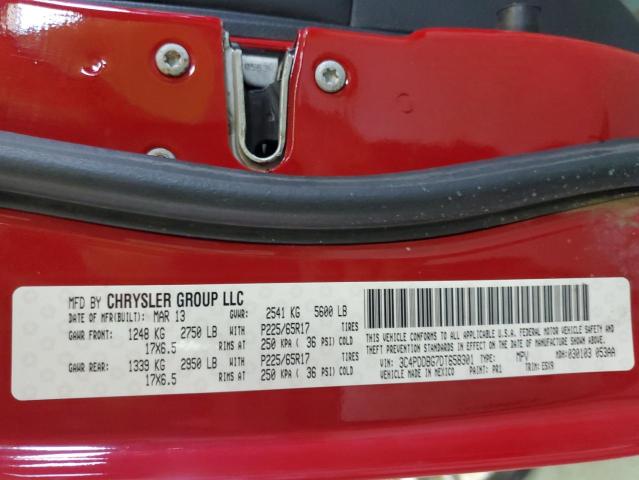 MFD BY CHRYSLER GROUP LLC
DATE OF MFR(BUILT): MAR 13 GVWR: 2541 KG 5600 LB
GAWR FRONT: 1248 KG 2750 LB WITH P225/65R17 TIRES
17X6.5 RIMS AT 250 KPA ( 36 PSI) COLD
GAWR REAR: 1339 KG 2950 LB WITH P225/65R17 TIRES
17X6.5 RIMS AT 250 KPA ( 36 PSI) COLD
THIS VEHICLE CONFORMS TO ALL APPLICABLE U.S.A. FEDERAL MOTOR VEHICLE SAFETY AND
THEFT PREVENTION STANDARDS IN EFFECT ON THE DATE OF MANUFACTURE SHOWN ABOVE.
VIN: 3C4PDDBG7DT658301 TYPE: MPV MDH: 030103 053AA
VEHICLE MADE IN MEXICO PAINT: PR1 TRIM: E5X9